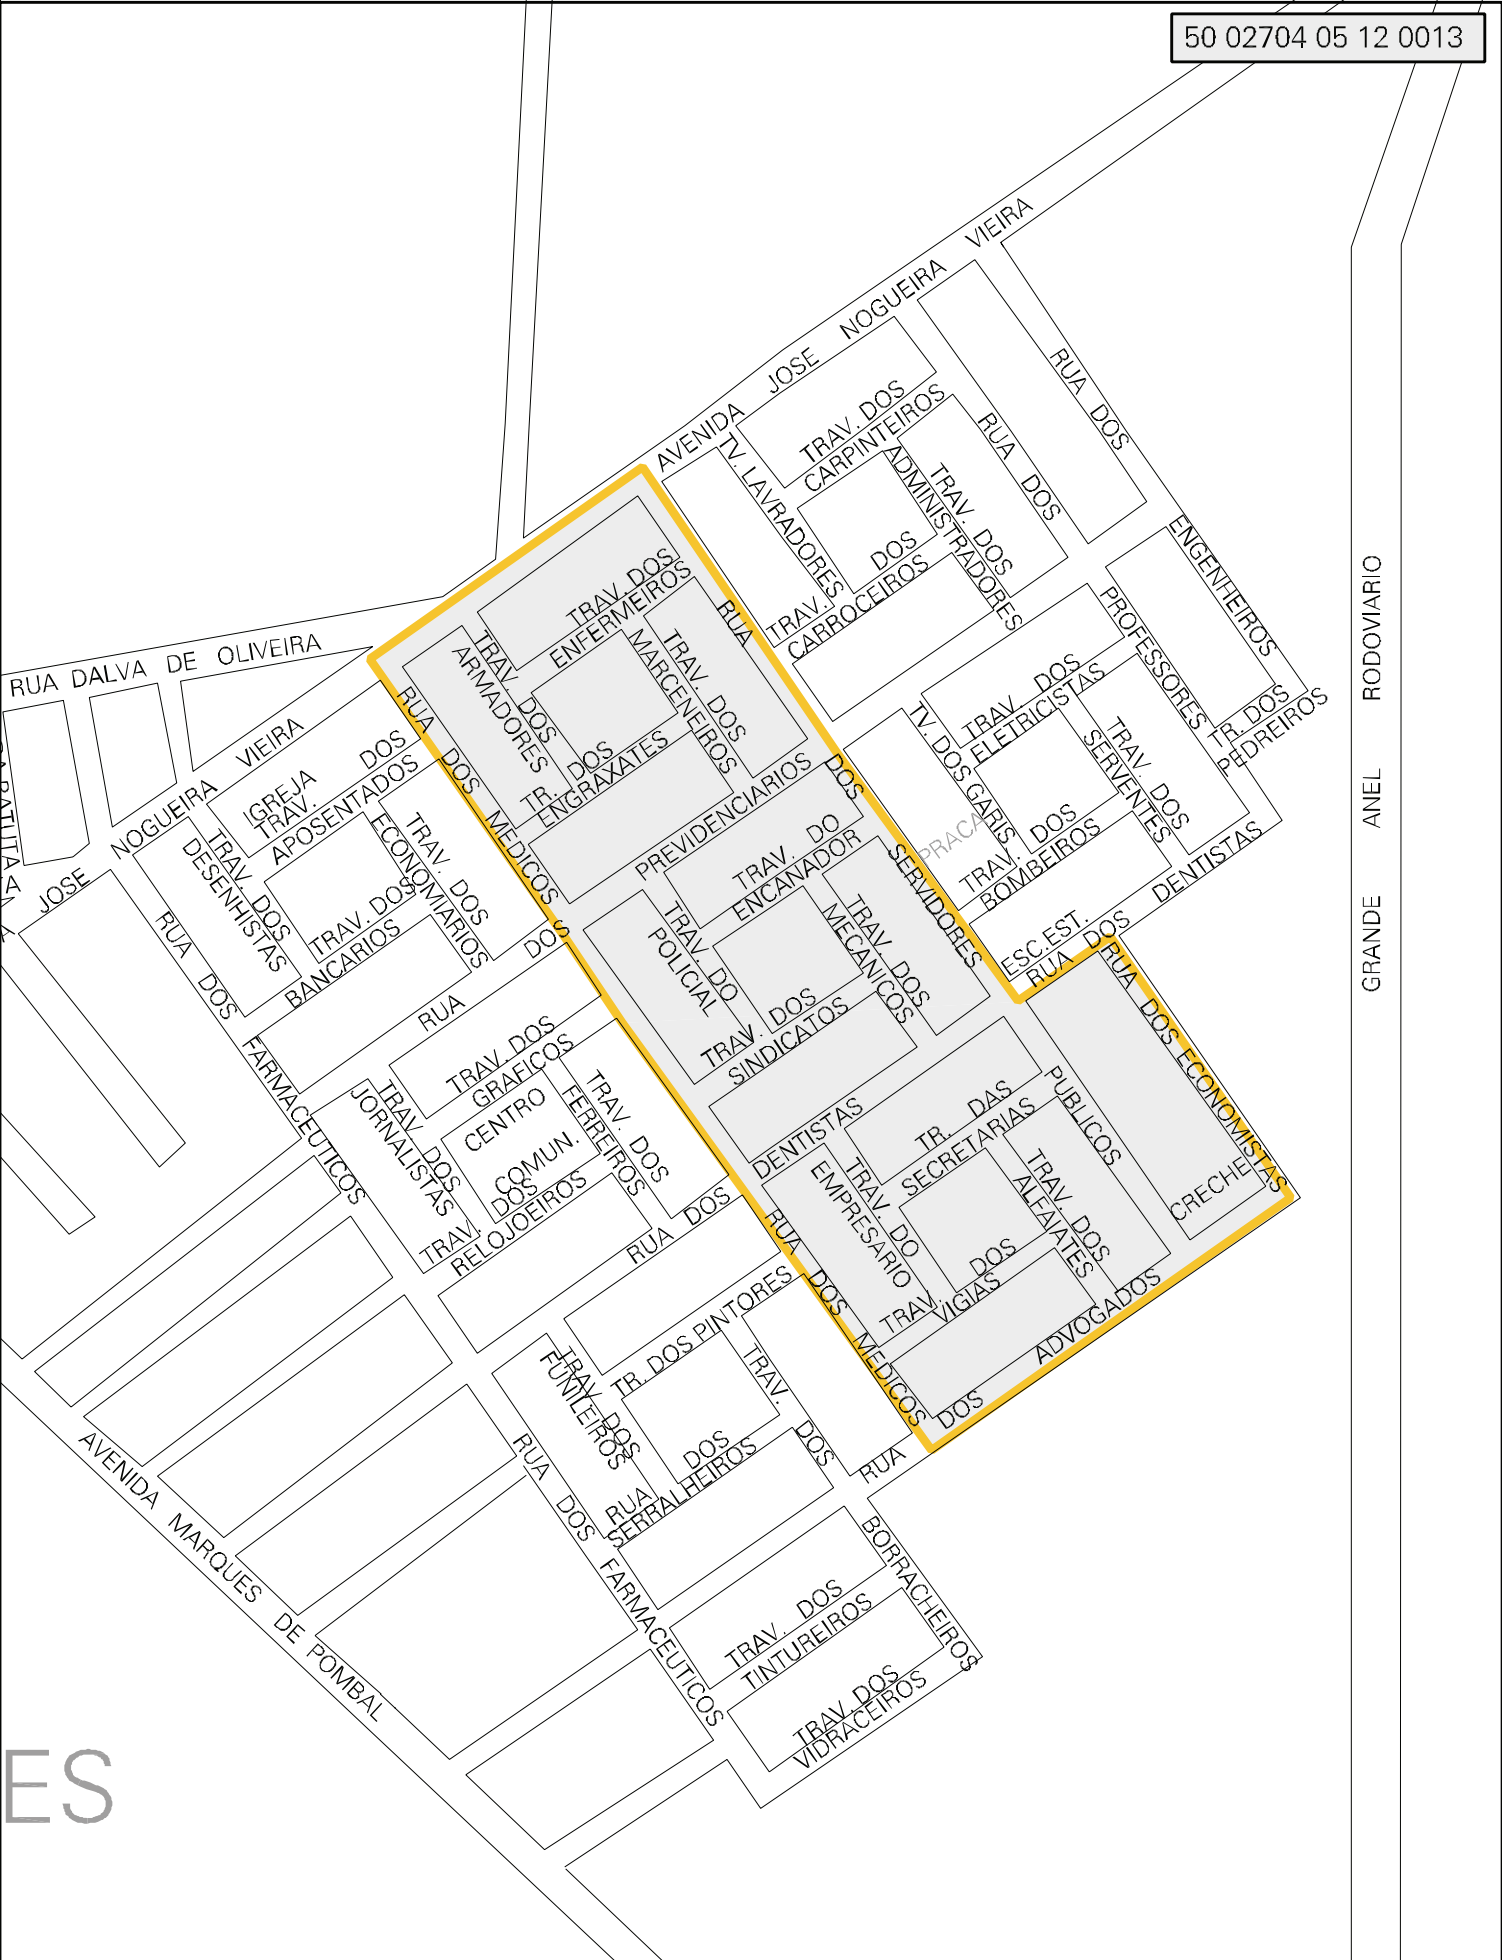 50 02704 05 12 0013
AVENIDA JOSE NOGUEIRA VIEIRA
RUA DOS ENGENHEIROS
RUA DOS PROFESSORES
TRAV. DOS
CARPINTEIROS
TV. LAVRADORES
TRAV. DOS
ADMINISTRADORES
TRAV. DOS
CARROCEIROS
GRANDE ANEL RODOVIARIO
TRAV. DOS
ENFERMEIROS
RUA DOS SERVIDORES PUBLICOS
TRAV. DOS
ARMADORES
TRAV. DOS
MARCENEIROS
TR. DOS
ENGRAXATES
RUA DALVA DE OLIVEIRA
JOSE NOGUEIRA VIEIRA
IGREJA
TRAV. DOS
APOSENTADOS
TRAV. DOS
DESENHISTAS
TRAV. DOS
ECONOMIARIOS
TRAV. DOS
BANCARIOS
RUA DOS MEDICOS
RUA DOS PREVIDENCIARIOS
TRAV DOS
ELETRICISTAS
TV. DOS GARIS
TRAV. DOS
SERVENTES
TR. DOS
PEDREIROS
TRAV. DOS
BOMBEIROS
PRACA
ESC.EST.
RUA DOS DENTISTAS
TRAV. DO
ENCANADOR
TRAV. DO
POLICIAL
TRAV DOS
MECANICOS
TRAV. DOS
SINDICATOS
RUA DOS ECONOMISTAS
CRECHE
RUA DOS FARMACEUTICOS
TRAV. DOS
GRAFICOS
TRAV. DOS
JORNALISTAS
CENTRO
COMUN.
TRAV. DOS
FERREIROS
TRAV. DOS
RELOJOEIROS
RUA DOS DENTISTAS
TR. DAS
SECRETARIAS
TRAV. DO
EMPRESARIO
TRAV. DOS
ALFAIATES
TRAV. DOS
VIGIAS
RUA DOS MEDICOS
RUA DOS ADVOGADOS
TR. DOS PINTORES
TRAV. DOS
FUNILEIROS
TRAV. DOS
RUA DOS
SERRALHEIROS
BORRACHEIROS
RUA DOS FARMACEUTICOS
TRAV. DOS
TINTUREIROS
TRAV. DOS
VIDRACEIROS
AVENIDA MARQUES DE POMBAL
ES